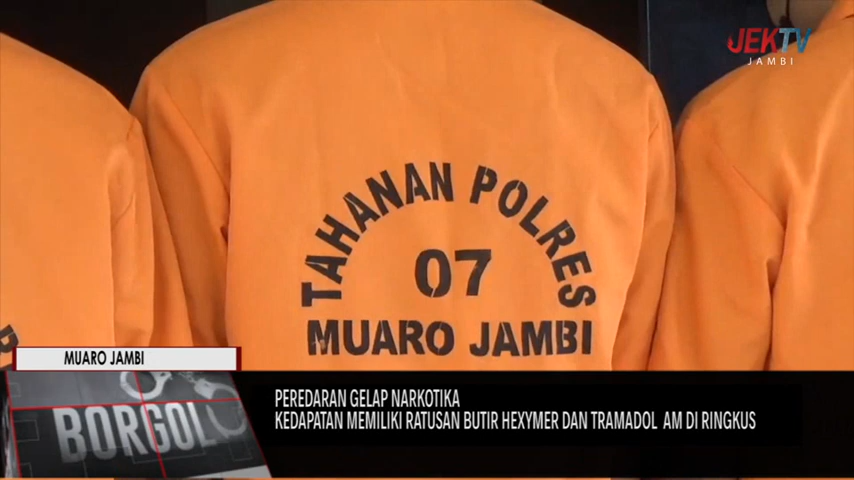 JEKTV
JAMBI
TAHANAN POLRES
07
MUARO JAMBI
MUARO JAMBI
BORGOL
PEREDARAN GELAP NARKOTIKA
KEDAPATAN MEMILIKI RATUSAN BUTIR HEXYMER DAN TRAMADOL AM DI RINGKUS